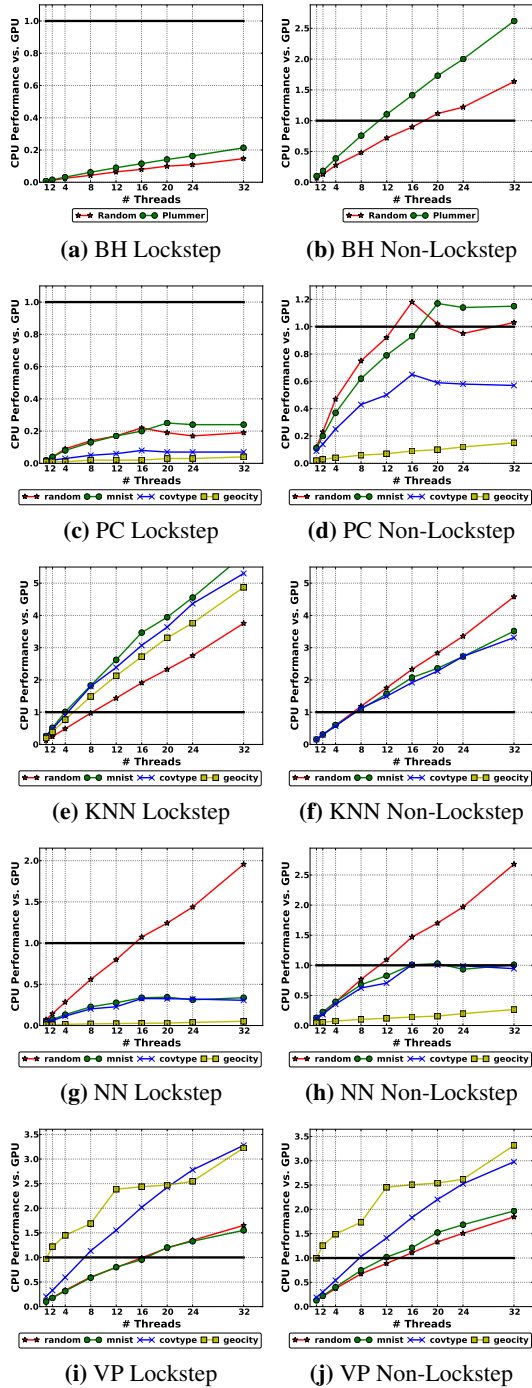 CPU Performance vs. GPU
1.0
0.8
0.6
0.4
0.2
0.0
12 4 8 12 16 20 24 32
# Threads
Random Plummer
(a) BH Lockstep
CPU Performance vs. GPU
2.5
2.0
1.5
1.0
0.5
0.0
12 4 8 12 16 20 24 32
# Threads
Random Plummer
(b) BH Non-Lockstep
CPU Performance vs. GPU
1.0
0.8
0.6
0.4
0.2
0.0
12 4 8 12 16 20 24 32
# Threads
random mnist covtype geocity
(c) PC Lockstep
CPU Performance vs. GPU
1.2
1.0
0.8
0.6
0.4
0.2
0.0
12 4 8 12 16 20 24 32
# Threads
random mnist covtype geocity
(d) PC Non-Lockstep
CPU Performance vs. GPU
5
4
3
2
1
0
12 4 8 12 16 20 24 32
# Threads
random mnist covtype geocity
(e) KNN Lockstep
CPU Performance vs. GPU
5
4
3
2
1
0
12 4 8 12 16 20 24 32
# Threads
random mnist covtype geocity
(f) KNN Non-Lockstep
CPU Performance vs. GPU
2.0
1.5
1.0
0.5
0.0
12 4 8 12 16 20 24 32
# Threads
random mnist covtype geocity
(g) NN Lockstep
CPU Performance vs. GPU
2.5
2.0
1.5
1.0
0.5
0.0
12 4 8 12 16 20 24 32
# Threads
random mnist covtype geocity
(h) NN Non-Lockstep
CPU Performance vs. GPU
3.5
3.0
2.5
2.0
1.5
1.0
0.5
0.0
12 4 8 12 16 20 24 32
# Threads
random mnist covtype geocity
(i) VP Lockstep
CPU Performance vs. GPU
3.5
3.0
2.5
2.0
1.5
1.0
0.5
0.0
12 4 8 12 16 20 24 32
# Threads
random mnist covtype geocity
(j) VP Non-Lockstep